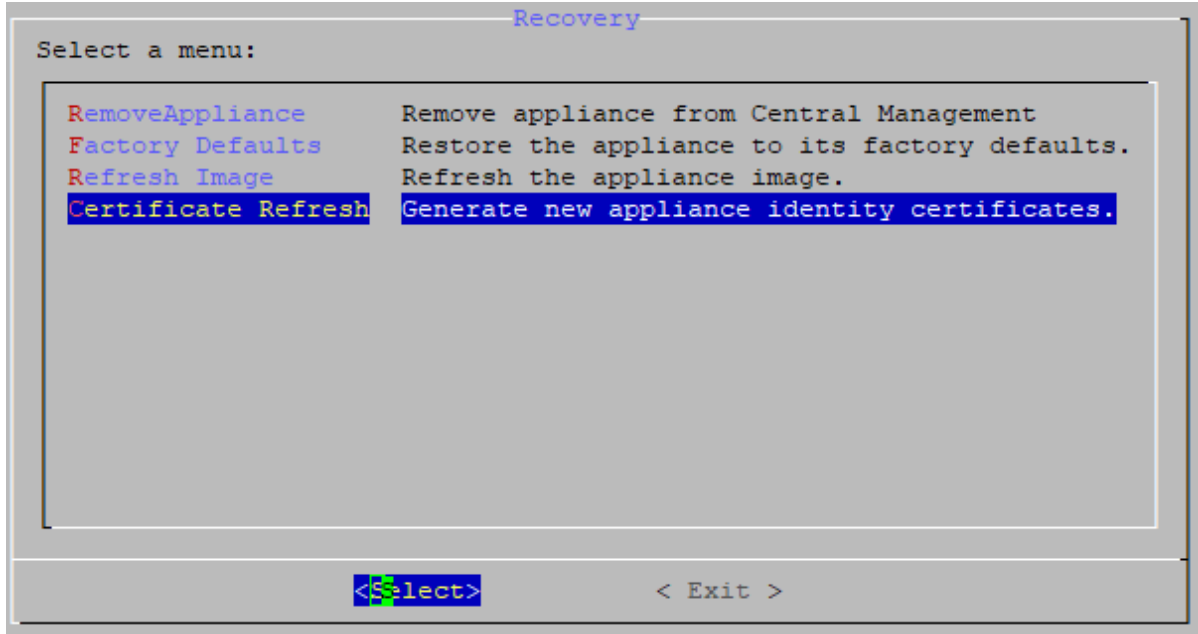 Recovery
Select a menu:
RemoveAppliance Remove appliance from Central Management
Factory Defaults Restore the appliance to its factory defaults.
Refresh Image Refresh the appliance image.
Certificate Refresh Generate new appliance identity certificates.
<Select> < Exit >